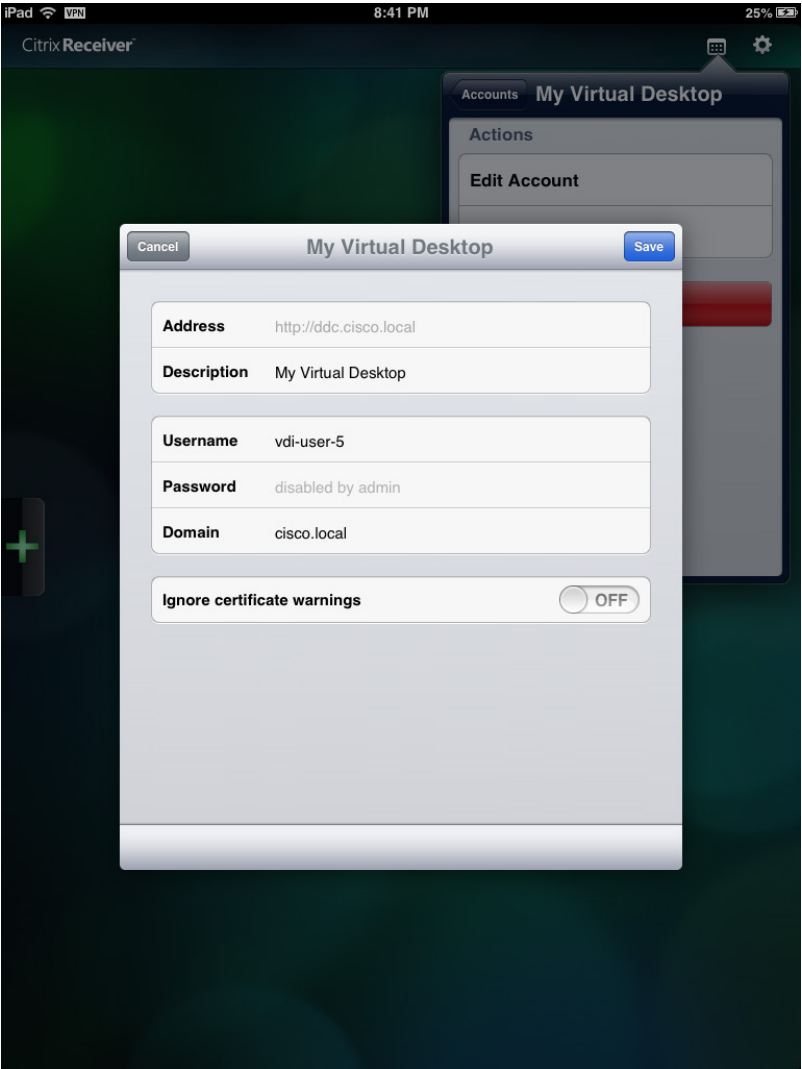 iPad VPN 8:41 PM 25%
Citrix Receiver™
Accounts My Virtual Desktop
Actions
Edit Account
Cancel My Virtual Desktop Save
Address http://ddc.cisco.local
Description My Virtual Desktop
Username vdi-user-5
Password disabled by admin
Domain cisco.local
Ignore certificate warnings OFF